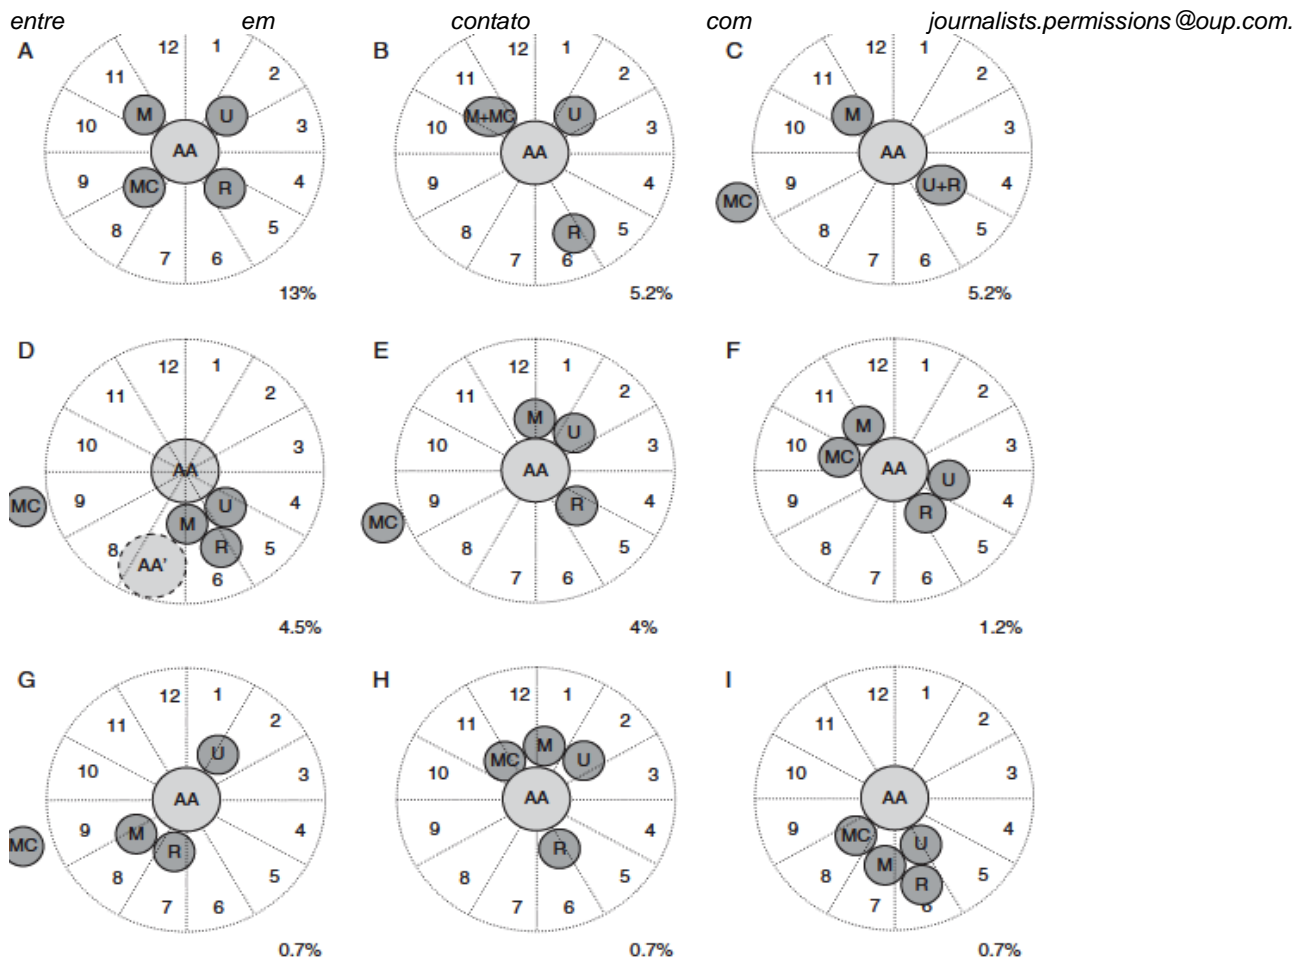 entre em contato com journalists.permissions@oup.com.
A 12 1 B 12 1 C 12 1
11 2 11 2 11 2
M U M+MC U M
10 3 10 3 10 3
AA AA AA
9 MC R 4 9 4 9 U+R 4
MC
8 5 8 R 5 8 5
7 6 7 6 7 6
13% 5.2% 5.2%
D 12 1 E 12 1 F 12 1
11 2 11 2 11 2
M U M
10 3 10 3 10 MC 3
AA AA AA
MC 9 U 4 9 R 4 9 U 4
M MC R
8 R 5 8 5 8 5
AA'
6 7 6 7 6
4.5% 4% 1.2%
G 12 1 H 12 1 I 12 1
11 2 11 2 11 2
U MC M U
10 3 10 3 10 3
AA AA AA
9 M 4 9 4 9 MC U 4
MC R R M
8 5 8 5 8 R 5
7 6 7 6 7 6
0.7% 0.7% 0.7%